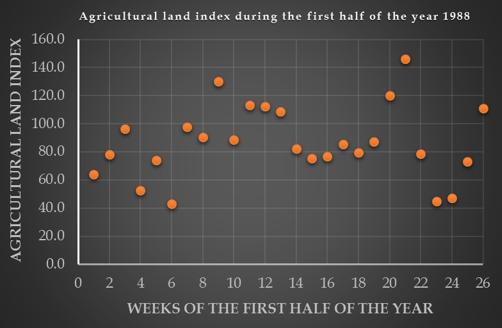 Agricultural land index during the first half of the year 1988
160.0
140.0
120.0
100.0
80.0
60.0
40.0
20.0
0.0
AGRICULTURAL LAND INDEX
0 2 4 6 8 10 12 14 16 18 20 22 24 26
WEEKS OF THE FIRST HALF OF THE YEAR